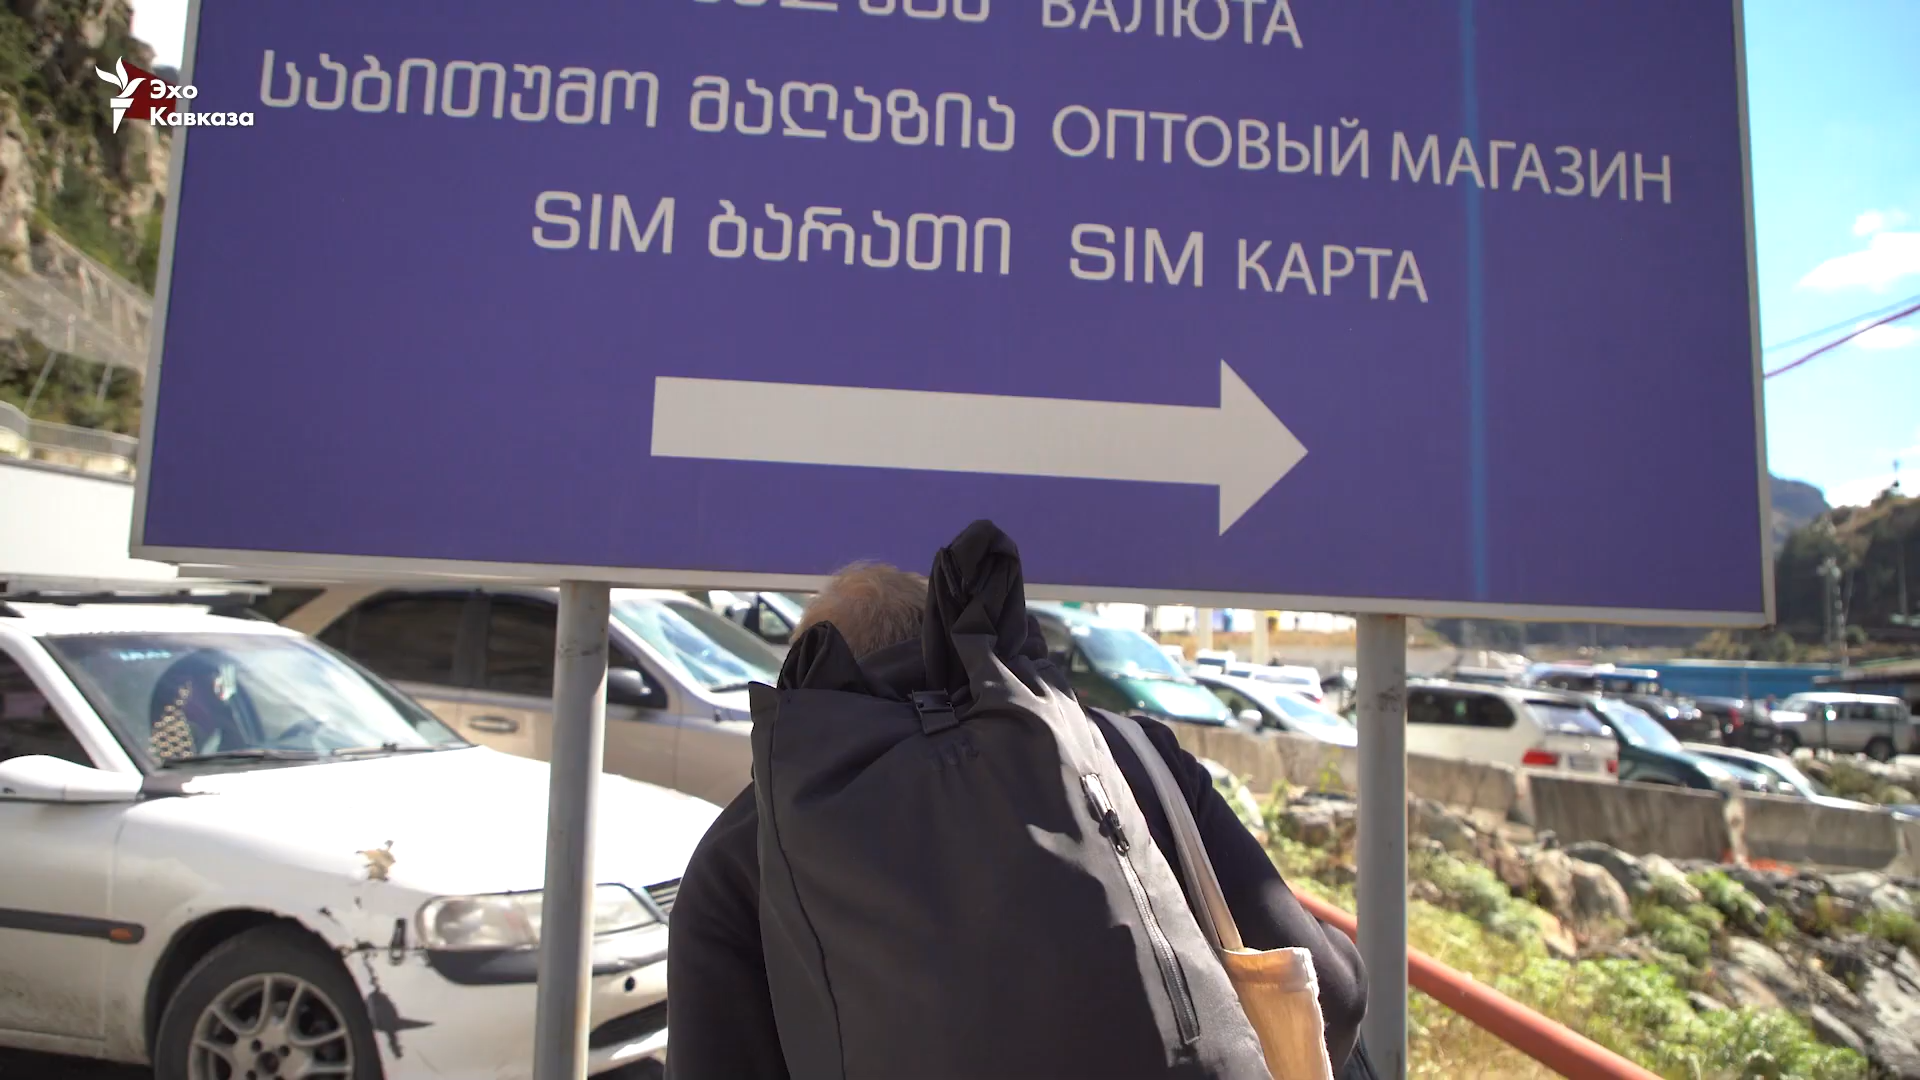 ВАЛЮТА
Эхо
Кавказа
საბითუმო მაღაზია ОПТОВЫЙ МАГАЗИН
SIM ბარათი SIM КАРТА